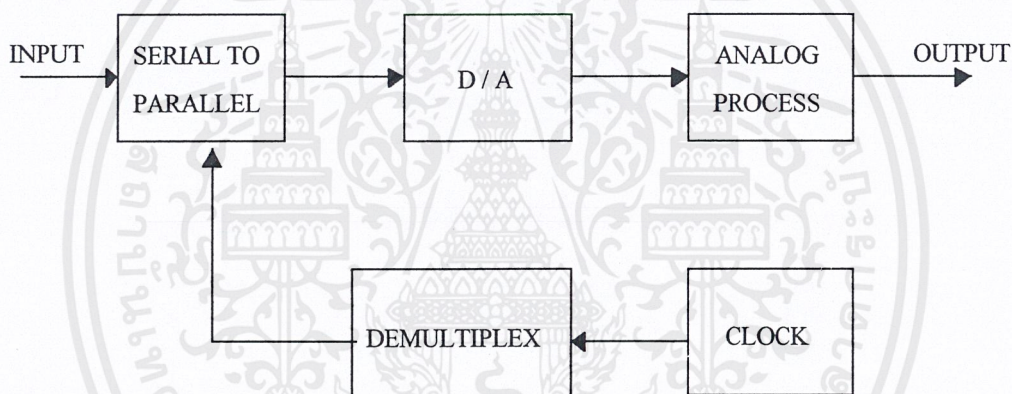 INPUT
SERIAL TO
PARALLEL
D / A
ANALOG
PROCESS
OUTPUT
DEMULTIPLEX
CLOCK